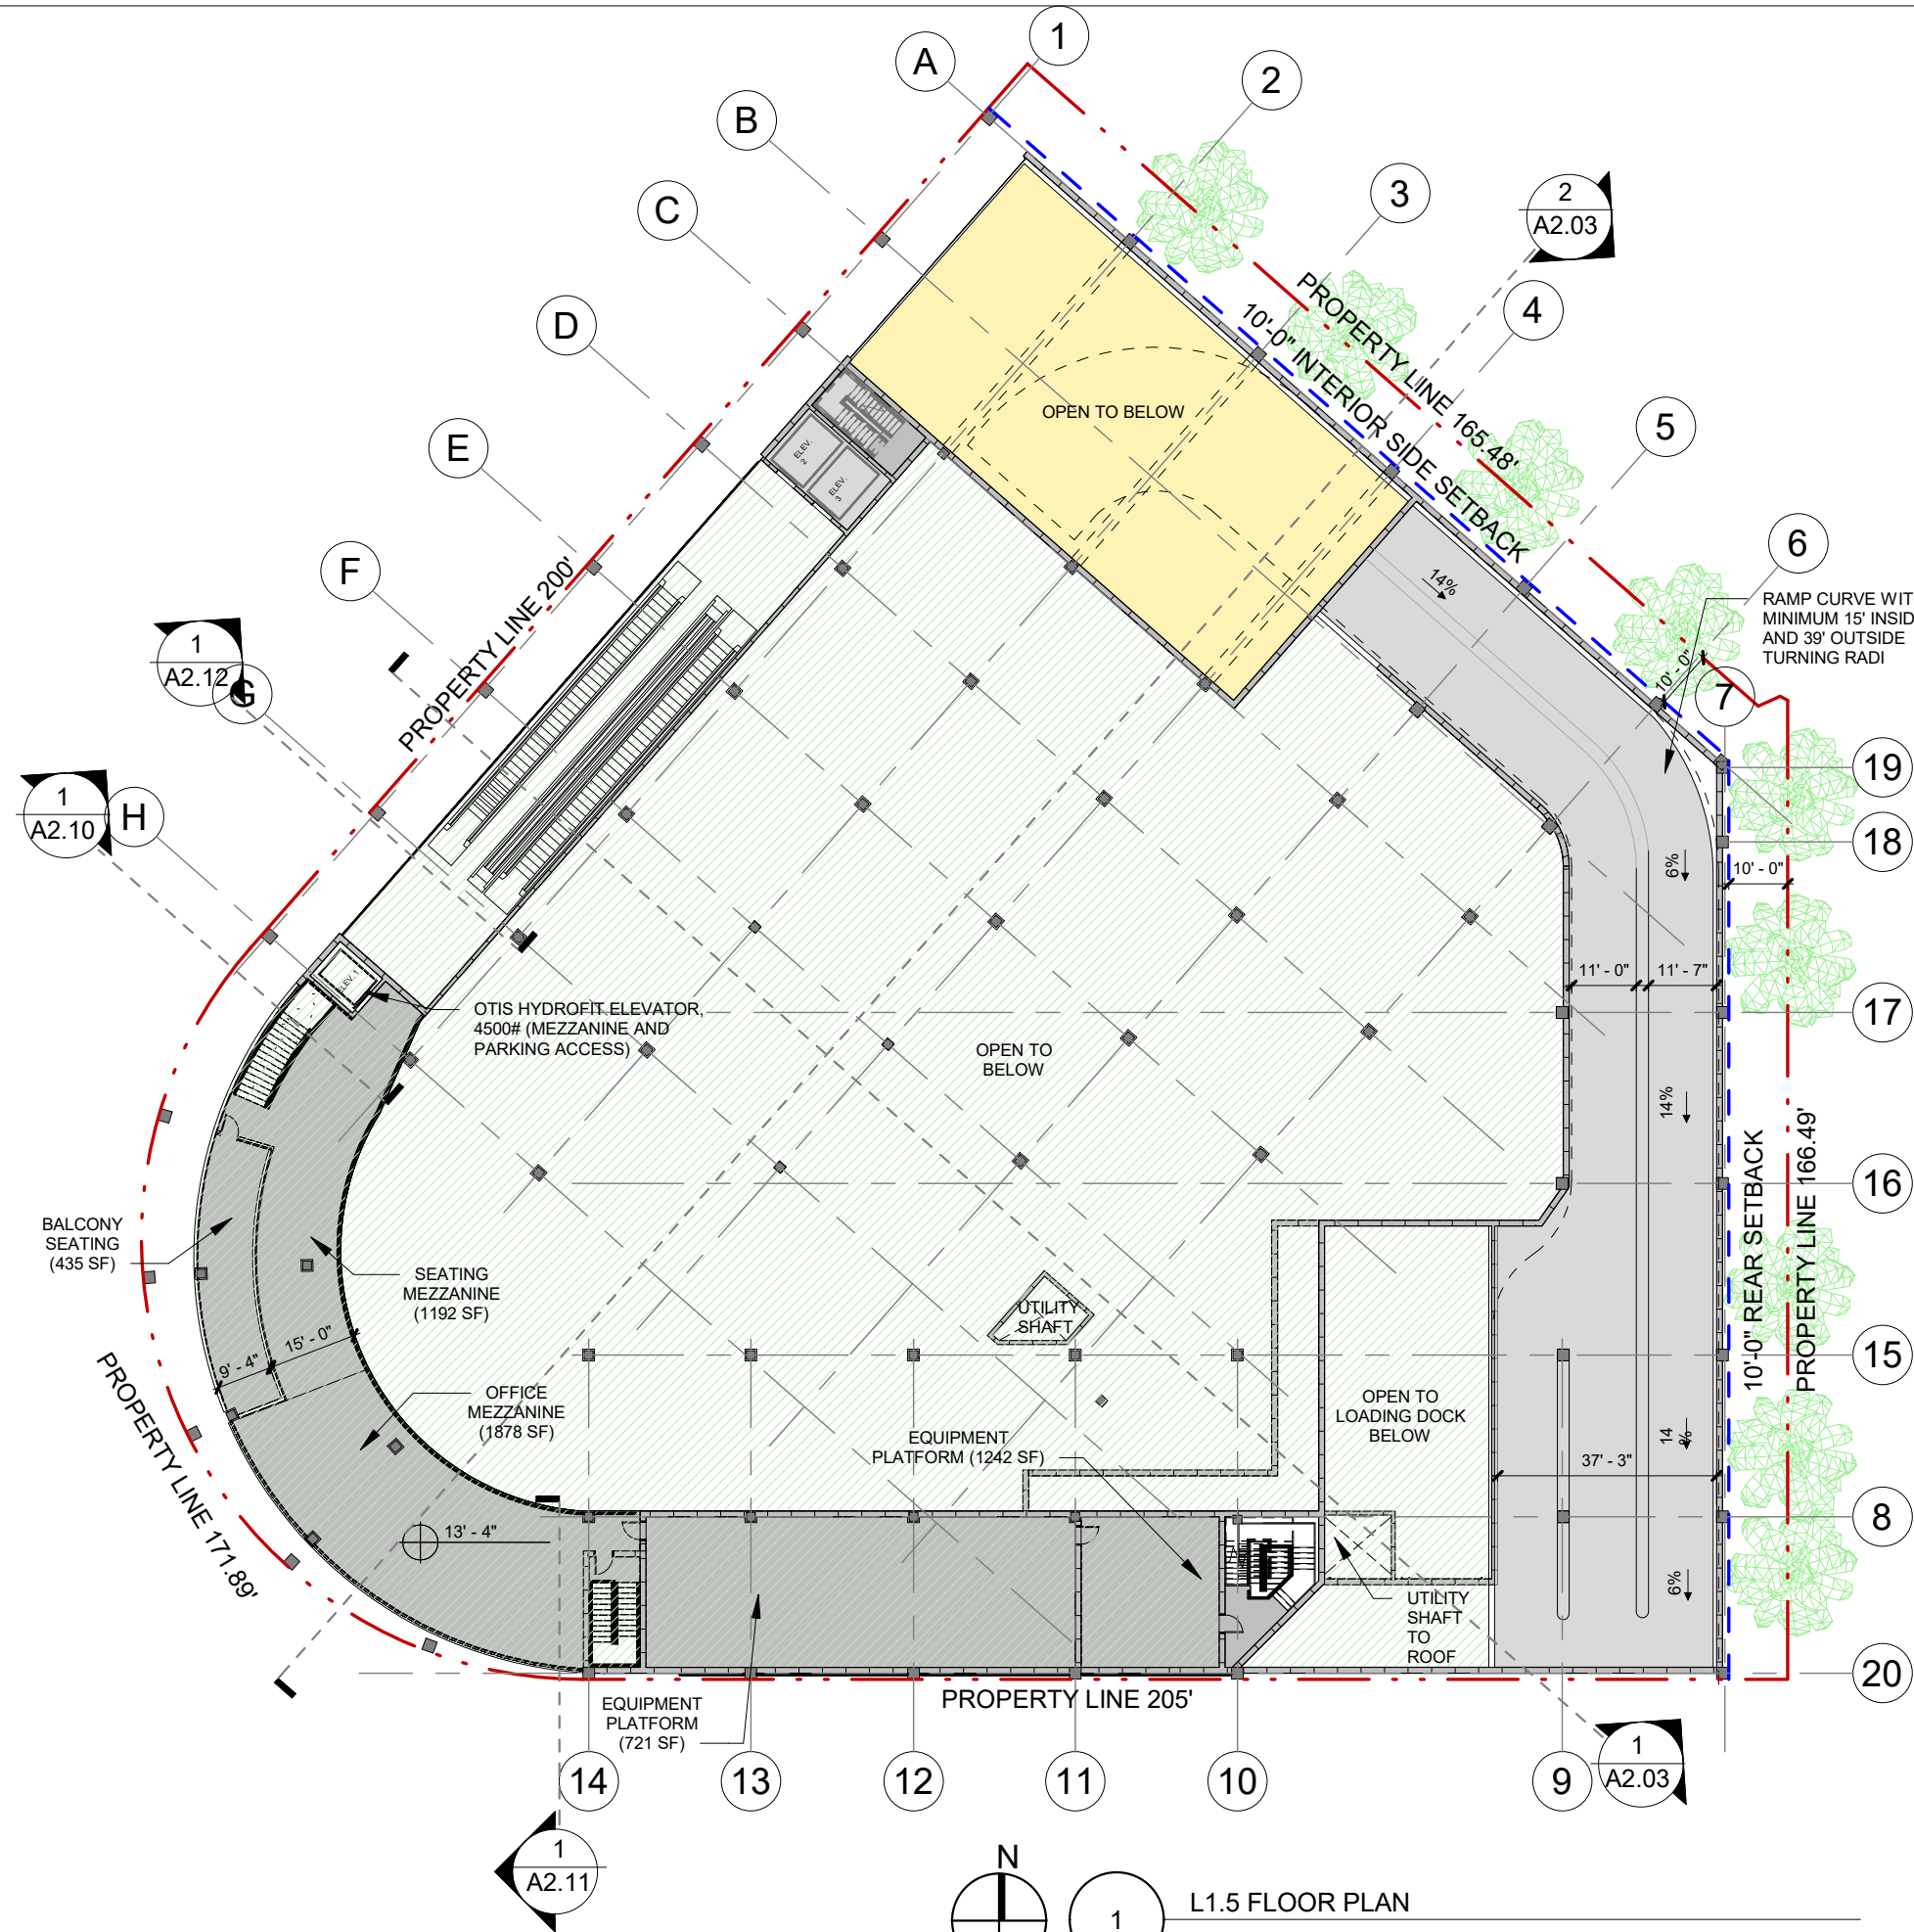 1
A
2
B
3
2
A2.03
C
4
D
PROPERTY LINE 165.48'
10'-0" INTERIOR SIDE SETBACK
OPEN TO BELOW
5
E
ELEV.
2
ELEV.
3
6
F
PROPERTY LINE 200'
14%
RAMP CURVE WIT
MINIMUM 15' INSID
AND 39' OUTSIDE
TURNING RADI
1
A2.12
G
10' - 0"
7
19
1
A2.10
H
18
6%
10' - 0"
ELEV. 1
11' - 0"
11' - 7"
OTIS HYDROFIT ELEVATOR,
4500# (MEZZANINE AND
PARKING ACCESS)
17
OPEN TO
BELOW
14%
10'-0" REAR SETBACK
PROPERTY LINE 166.49'
16
BALCONY
SEATING
(435 SF)
SEATING
MEZZANINE
(1192 SF)
UTILITY
SHAFT
15' - 0"
9' - 4"
15
PROPERTY LINE 171.89'
OFFICE
MEZZANINE
(1878 SF)
OPEN TO
LOADING DOCK
BELOW
EQUIPMENT
PLATFORM (1242 SF)
14
%
37' - 3"
13' - 4"
8
6%
UTILITY
SHAFT
TO
ROOF
20
EQUIPMENT
PLATFORM
(721 SF)
PROPERTY LINE 205'
14
13
12
11
10
9
1
A2.03
1
A2.11
N
1
L1.5 FLOOR PLAN